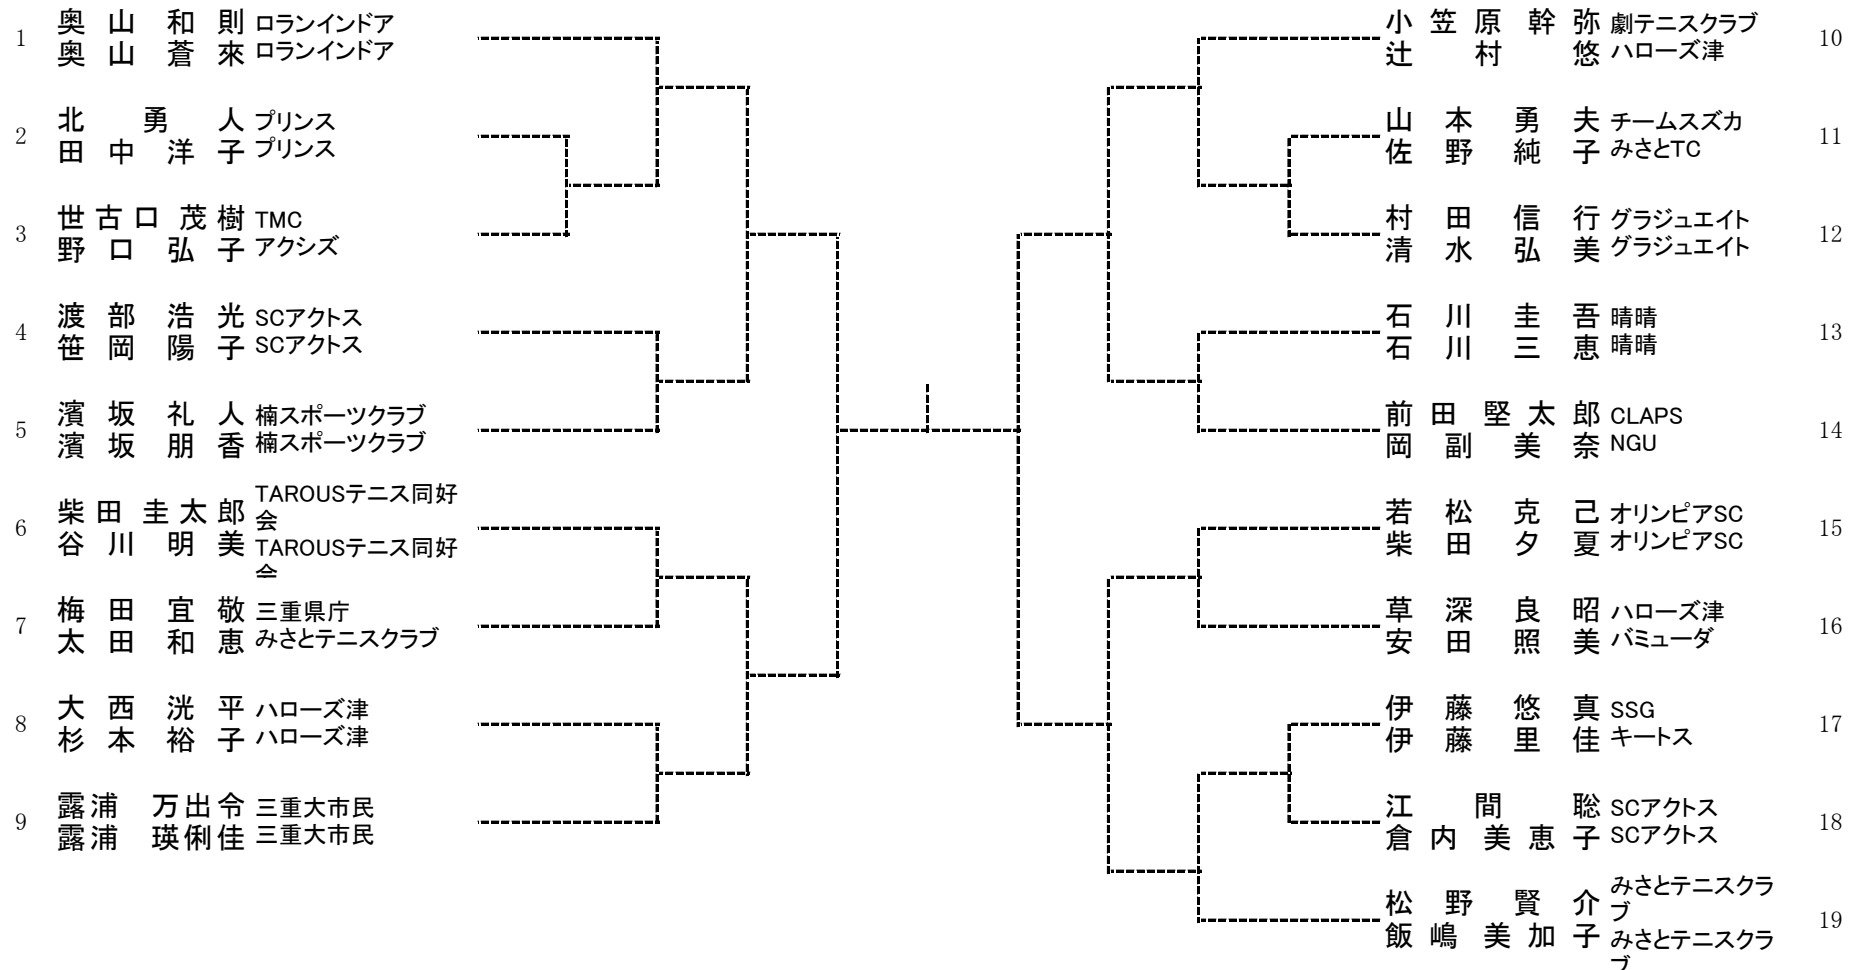 1 奥山 和則 ロランインドア
奥山 蒼來 ロランインドア
2 北 勇人 プリンス
田中 洋子 プリンス
3 世古口 茂樹 TMC
野口 弘子 アクシズ
4 渡部 浩光 SCアクトス
笹岡 陽子 SCアクトス
5 濱坂 礼人 楠スポーツクラブ
濱坂 朋香 楠スポーツクラブ
6 柴田 圭太郎 TAROUSテニス同好
会
谷川 明美 TAROUSテニス同好
会
7 梅田 宜敬 三重県庁
太田 和恵 みさとテニスクラブ
8 大西 洸平 ハローズ津
杉本 裕子 ハローズ津
9 露浦 万出令 三重大市民
露浦 瑛俐佳 三重大市民
小笠原 幹弥 劇テニスクラブ 10
辻村 悠 ハローズ津
山本 勇夫 チームスズカ 11
佐野 純子 みさとTC
村田 信行 グラジュエイト 12
清水 弘美 グラジュエイト
石川 圭吾 晴晴 13
石川 三恵 晴晴
前田 堅太郎 CLAPS 14
岡副 美奈 NGU
若松 克己 オリンピアSC 15
柴田 夕夏 オリンピアSC
草深 良昭 ハローズ津 16
安田 照美 バミューダ
伊藤 悠真 SSG 17
伊藤 里佳 キートス
江間 聡 SCアクトス 18
倉内 美恵子 SCアクトス
松野 賢介 みさとテニスクラ 19
ブ
飯嶋 美加子 みさとテニスクラ
ブ